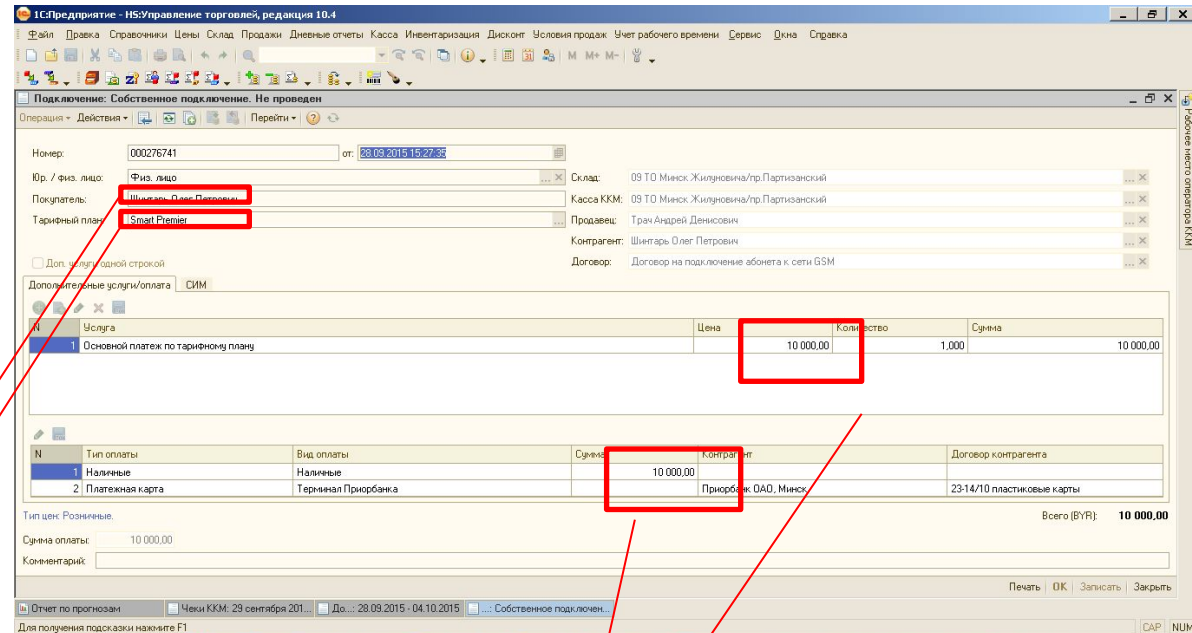 1С:Предприятие - HS:Управление торговлей, редакция 10.4
Файл Правка Справочники Цены Склад Продажи Дневные отчеты Касса Инвентаризация Дисконт Условия продаж Учет рабочего времени Сервис Окна Справка
M M+ M-
Подключение: Собственное подключение. Не проведен
Операция Действия Перейти
Рабочее место оператора ККМ
Номер: 000276741 от: 28.09.2015 15:27:35
Юр. / физ. лицо: Физ. лицо ... Склад: 09 ТО Минск Жилуновича/пр.Партизанский ...
Покупатель: Шинтарь Олег Петрович Касса ККМ: 09 ТО Минск Жилуновича/пр.Партизанский ...
Тарифный план: Smart Premier ... Продавец: Трач Андрей Денисович ...
Контрагент: Шинтарь Олег Петрович ...
Доп. услуги одной строкой Договор: Договор на подключение абонета к сети GSM ...
Дополнительные услуги/оплата СИМ
N Услуга Цена Количество Сумма
1 Основной платеж по тарифному плану 10 000,00 1,000 10 000,00
N Тип оплаты Вид оплаты Сумма Контрагент Договор контрагента
1 Наличные Наличные 10 000,00
2 Платежная карта Терминал Приорбанка Приорбанк ОАО, Минск 23-14/10 пластиковые карты
Тип цен: Розничные. Всего (BYR): 10 000,00
Сумма оплаты: 10 000,00
Комментарий:
Печать OK Записать Закрыть
Отчет по прогнозам Чеки ККМ: 29 сентября 201... До...: 28.09.2015 - 04.10.2015 ...: Собственное подключен...
Для получения подсказки нажмите F1 CAP NUM